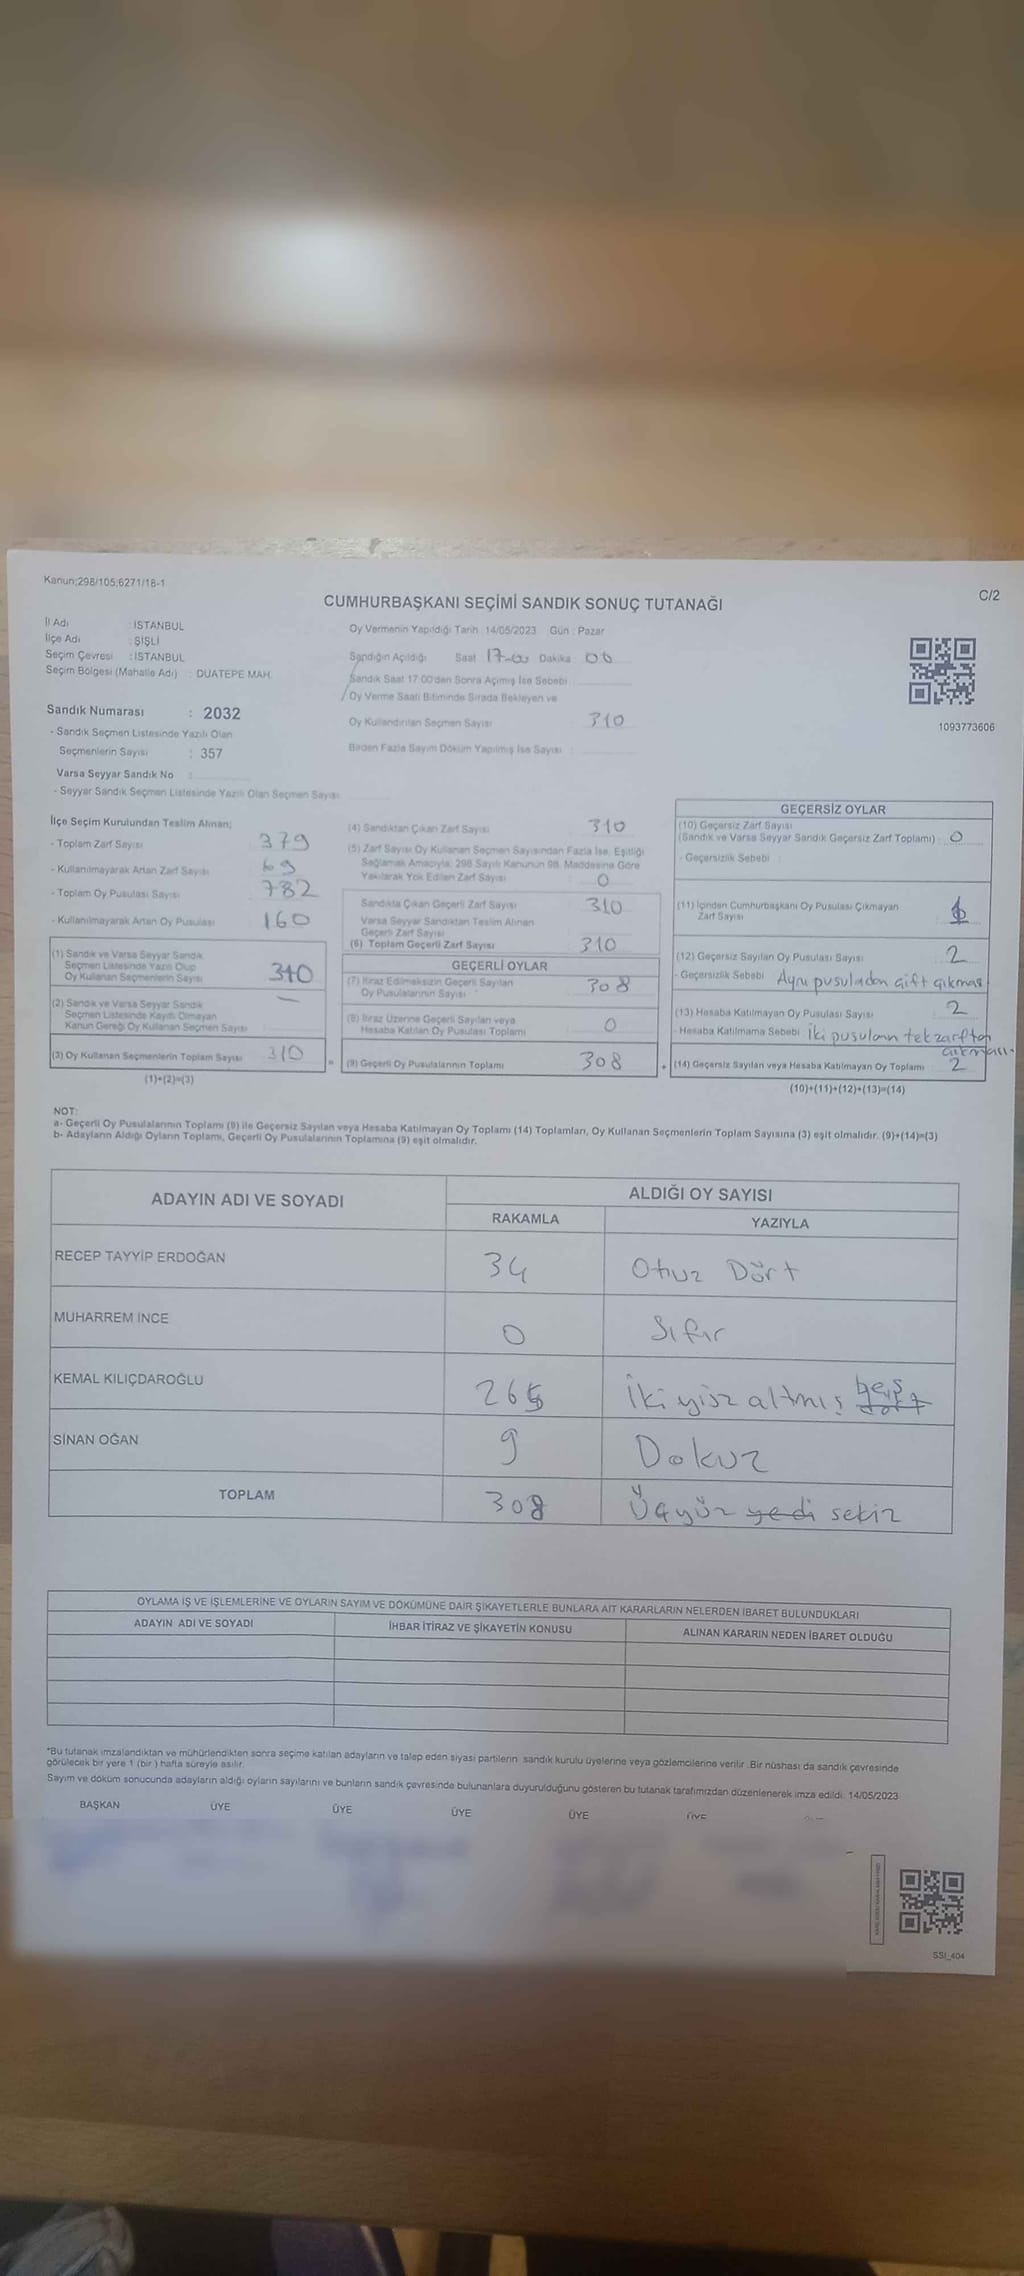 Kanun;298/105;6271/18-1
C/2
CUMHURBAŞKANI SEÇİMİ SANDIK SONUÇ TUTANAĞI
İl Adı : İSTANBUL
İlçe Adı : ŞİŞLİ
Seçim Çevresi : İSTANBUL
Seçim Bölgesi (Mahalle Adı) : DUATEPE MAH.
Sandık Numarası : 2032
- Sandık Seçmen Listesinde Yazılı Olan
Seçmenlerin Sayısı : 357
Varsa Seyyar Sandık No :
- Seyyar Sandık Seçmen Listesinde Yazılı Olan Seçmen Sayısı
Oy Vermenin Yapıldığı Tarih :14/05/2023 Gün : Pazar
Sandığın Açıldığı Saat 17-00 Dakika : 00
Sandık Saat 17:00'den Sonra Açımış İse Sebebi :
Oy Verme Saati Bitiminde Sırada Bekleyen ve
Oy Kullandırılan Seçmen Sayısı 310
Birden Fazla Sayım Döküm Yapılmış İse Sayısı :
1093773606
İlçe Seçim Kurulundan Teslim Alınan;
- Toplam Zarf Sayısı 379
- Kullanılmayarak Artan Zarf Sayısı 69
- Toplam Oy Pusulası Sayısı 782
- Kullanılmayarak Artan Oy Pusulası 160
(1) Sandık ve Varsa Seyyar Sandık
Seçmen Listesinde Yazılı Olup
Oy Kullanan Seçmenlerin Sayısı 310
(2) Sandık ve Varsa Seyyar Sandık
Seçmen Listesinde Kayıtlı Olmayan
Kanun Gereği Oy Kullanan Seçmen Sayısı —
(3) Oy Kullanan Seçmenlerin Toplam Sayısı 310
(1)+(2)=(3)
(4) Sandıktan Çıkan Zarf Sayısı 310
(5) Zarf Sayısı Oy Kullanan Seçmen Sayısından Fazla İse, Eşitliği
Sağlamak Amacıyla; 298 Sayılı Kanunun 98. Maddesine Göre
Yakılarak Yok Edilen Zarf Sayısı : 0
Sandıkta Çıkan Geçerli Zarf Sayısı 310
Varsa Seyyar Sandıktan Teslim Alınan
Geçerli Zarf Sayısı
(6) Toplam Geçerli Zarf Sayısı 310
GEÇERLİ OYLAR
(7) İtiraz Edilmeksizin Geçerli Sayılan
Oy Pusulalarının Sayısı 308
(8) İtiraz Üzerine Geçerli Sayılan veya
Hesaba Katılan Oy Pusulası Toplamı 0
(9) Geçerli Oy Pusulalarının Toplamı 308
GEÇERSİZ OYLAR
(10) Geçersiz Zarf Sayısı
(Sandık ve Varsa Seyyar Sandık Geçersiz Zarf Toplamı) : 0
- Geçersizlik Sebebi :
(11) İçinden Cumhurbaşkanı Oy Pusulası Çıkmayan
Zarf Sayısı
(12) Geçersiz Sayılan Oy Pusulası Sayısı 2
- Geçersizlik Sebebi Aynı pusuladan çift çıkması
(13) Hesaba Katılmayan Oy Pusulası Sayısı 2
- Hesaba Katılmama Sebebi İki pusulanın tek zarftan
çıkması.
(14) Geçersiz Sayılan veya Hesaba Katılmayan Oy Toplamı 2
(10)+(11)+(12)+(13)=(14)
NOT:
a- Geçerli Oy Pusulalarının Toplamı (9) ile Geçersiz Sayılan veya Hesaba Katılmayan Oy Toplamı (14) Toplamları, Oy Kullanan Seçmenlerin Toplam Sayısına (3) eşit olmalıdır. (9)+(14)=(3)
b- Adayların Aldığı Oyların Toplamı, Geçerli Oy Pusulalarının Toplamına (9) eşit olmalıdır.
ADAYIN ADI VE SOYADI ALDIĞI OY SAYISI
RAKAMLA YAZIYLA
RECEP TAYYİP ERDOĞAN 34 Otuz Dört
MUHARREM İNCE 0 Sıfır
KEMAL KILIÇDAROĞLU 265 İki yüz altmış dört beş
SİNAN OĞAN 9 Dokuz
TOPLAM 308 Üçyüz yedi sekiz
OYLAMA İŞ VE İŞLEMLERİNE VE OYLARIN SAYIM VE DÖKÜMÜNE DAİR ŞİKAYETLERLE BUNLARA AİT KARARLARIN NELERDEN İBARET BULUNDUKLARI
ADAYIN ADI VE SOYADI İHBAR İTİRAZ VE ŞİKAYETİN KONUSU ALINAN KARARIN NEDEN İBARET OLDUĞU
*Bu tutanak imzalandıktan ve mühürlendikten sonra seçime katılan adayların ve talep eden siyasi partilerin sandık kurulu üyelerine veya gözlemcilerine verilir. Bir nüshası da sandık çevresinde
görülecek bir yere 1 (bir) hafta süreyle asılır.
Sayım ve döküm sonucunda adayların aldığı oyların sayılarını ve bunların sandık çevresinde bulunanlara duyurulduğunu gösteren bu tutanak tarafımızdan düzenlenerek imza edildi. 14/05/2023
BAŞKAN ÜYE ÜYE ÜYE ÜYE ÜYE
SSI_404